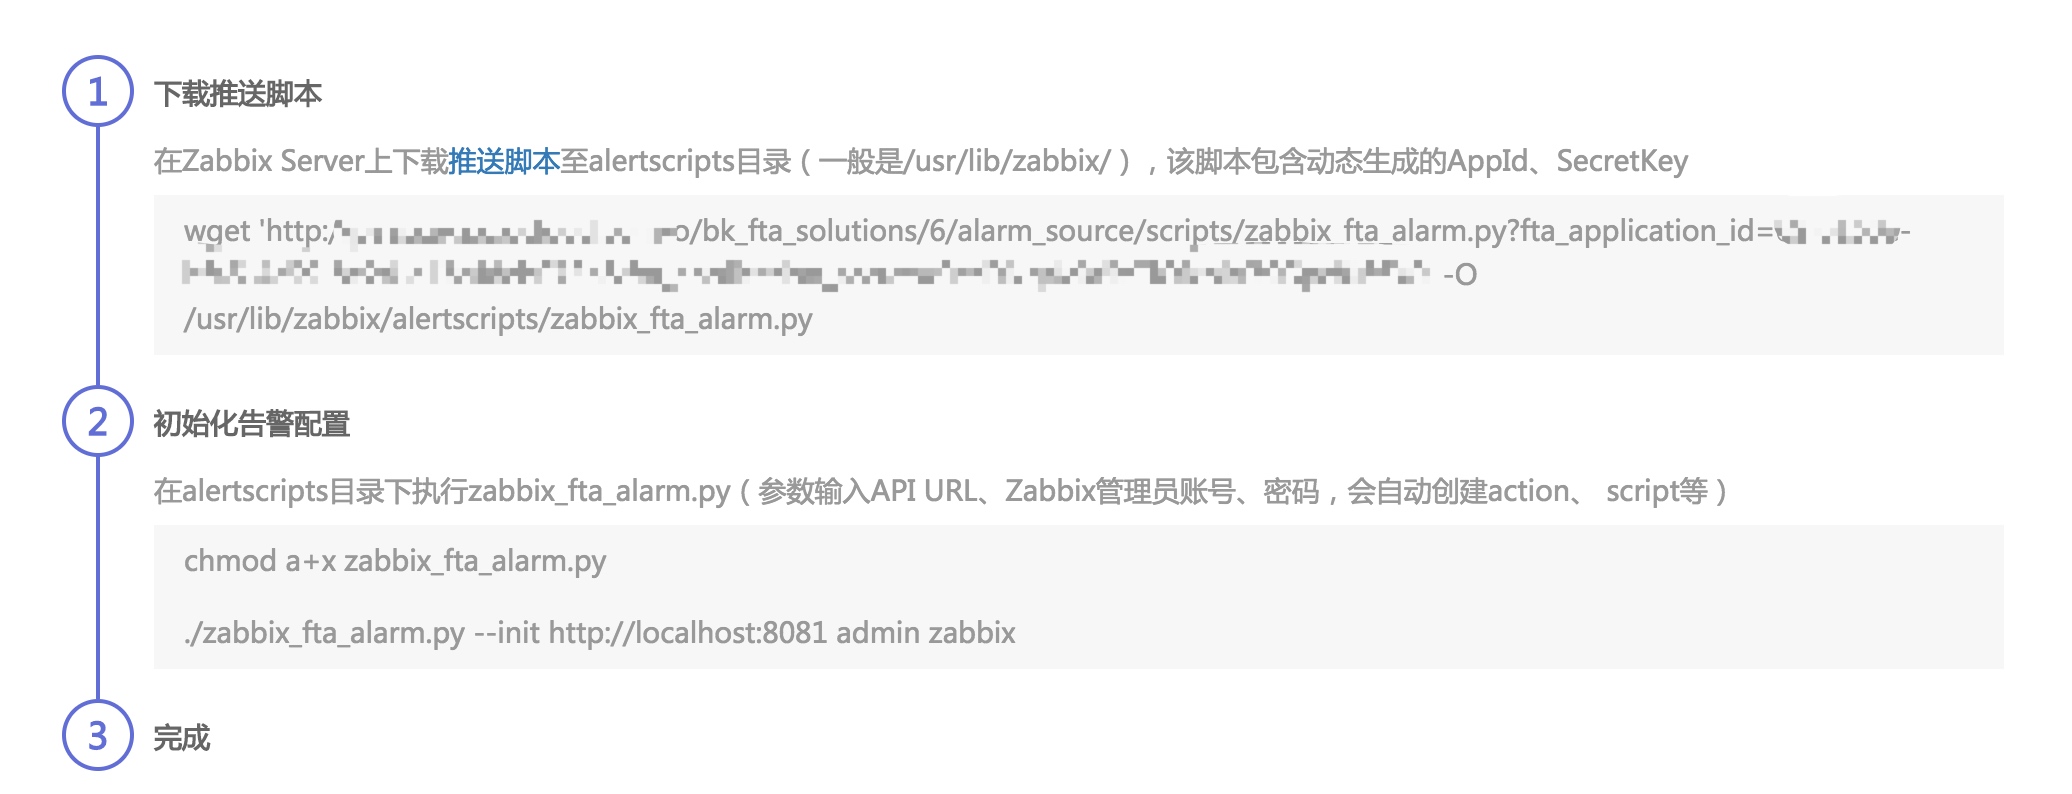 1 下载推送脚本
在Zabbix Server上下载推送脚本至alertscripts目录（一般是/usr/lib/zabbix/），该脚本包含动态生成的AppId、SecretKey
wget 'http:/ o/bk_fta_solutions/6/alarm_source/scripts/zabbix_fta_alarm.py?fta_application_id= -
-O
/usr/lib/zabbix/alertscripts/zabbix_fta_alarm.py
2 初始化告警配置
在alertscripts目录下执行zabbix_fta_alarm.py（参数输入API URL、Zabbix管理员账号、密码，会自动创建action、 script等）
chmod a+x zabbix_fta_alarm.py
./zabbix_fta_alarm.py --init http://localhost:8081 admin zabbix
3 完成